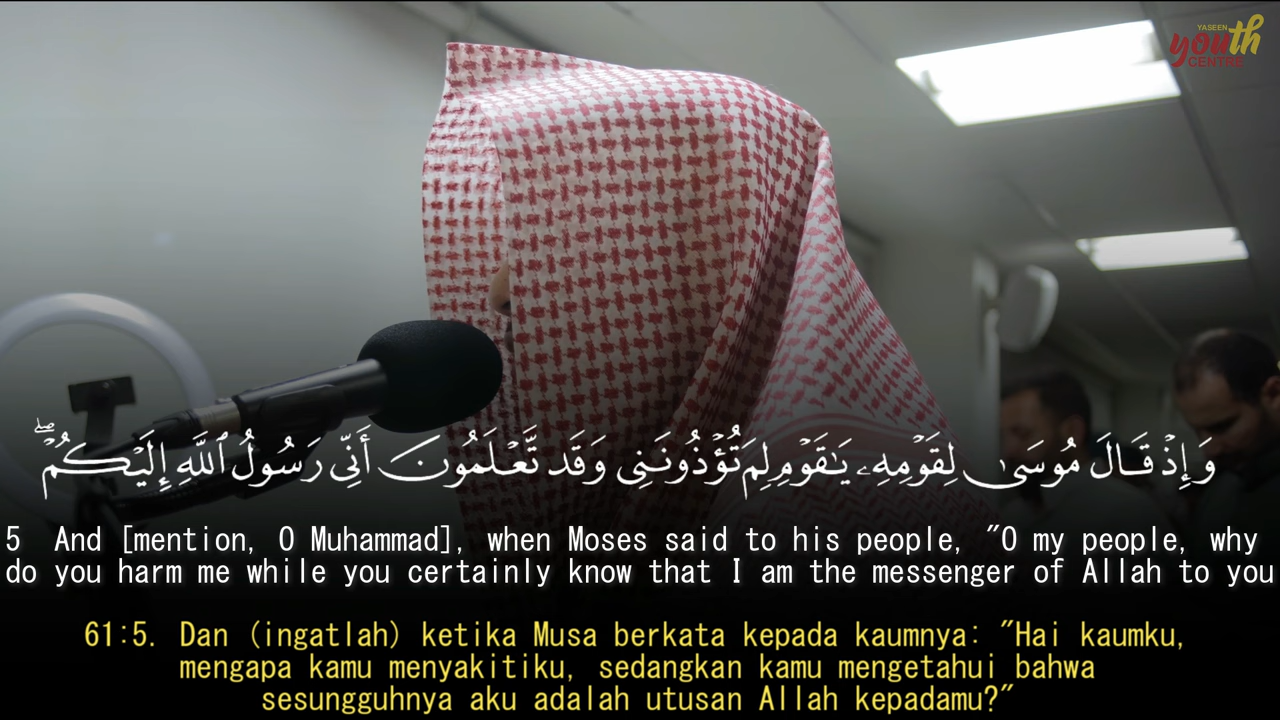 YASEEN
youth
CENTRE
وَإِذْ قَالَ مُوسَىٰ لِقَوْمِهِۦ يَٰقَوْمِ لِمَ تُؤْذُونَنِى وَقَد تَّعْلَمُونَ أَنِّى رَسُولُ ٱللَّهِ إِلَيْكُمْ ۖ
5 And [mention, O Muhammad], when Moses said to his people, "O my people, why
do you harm me while you certainly know that I am the messenger of Allah to you
61:5. Dan (ingatlah) ketika Musa berkata kepada kaumnya: "Hai kaumku,
mengapa kamu menyakitiku, sedangkan kamu mengetahui bahwa
sesungguhnya aku adalah utusan Allah kepadamu?"